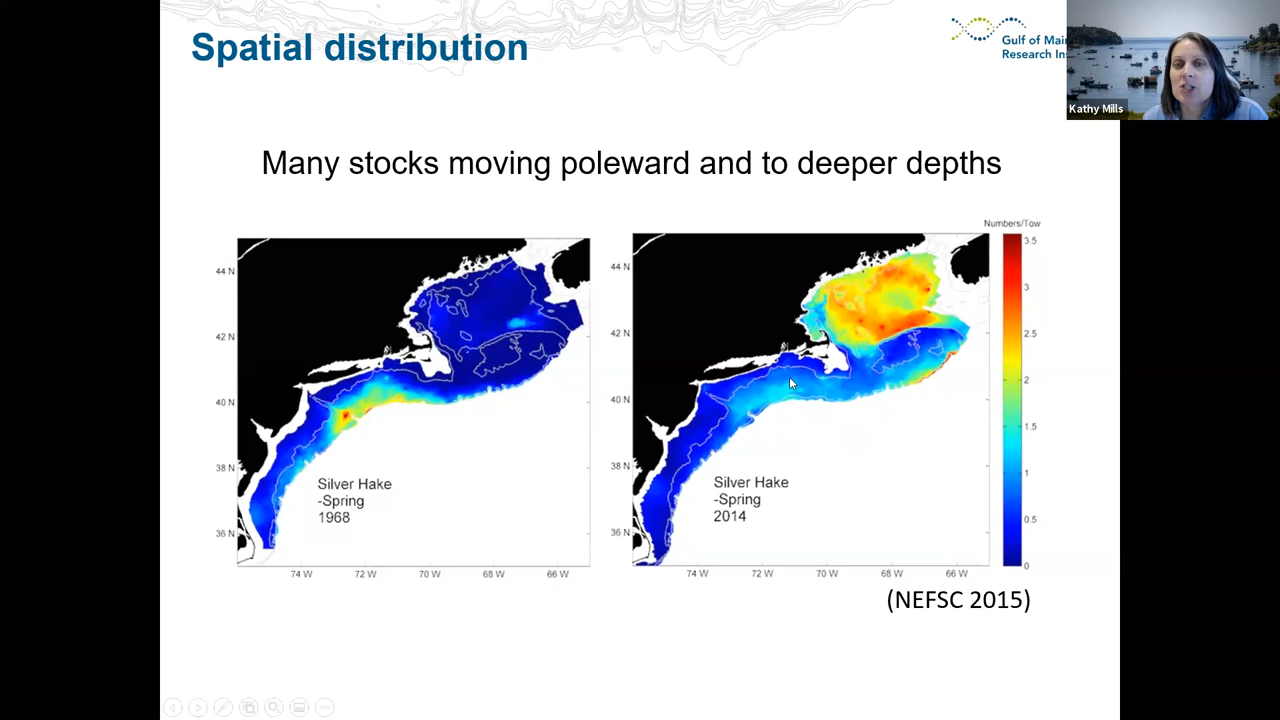 Spatial distribution
Gulf of Mai
Research Ins
Kathy Mills
Many stocks moving poleward and to deeper depths
Numbers/Tow
44 N
42 N
40 N
38 N
36 N
74 W
72 W
70 W
68 W
66 W
Silver Hake
-Spring
1968
44 N
42 N
40 N
38 N
36 N
74 W
72 W
70 W
68 W
66 W
Silver Hake
-Spring
2014
3.5
3
2.5
2
1.5
1
0.5
0
(NEFSC 2015)